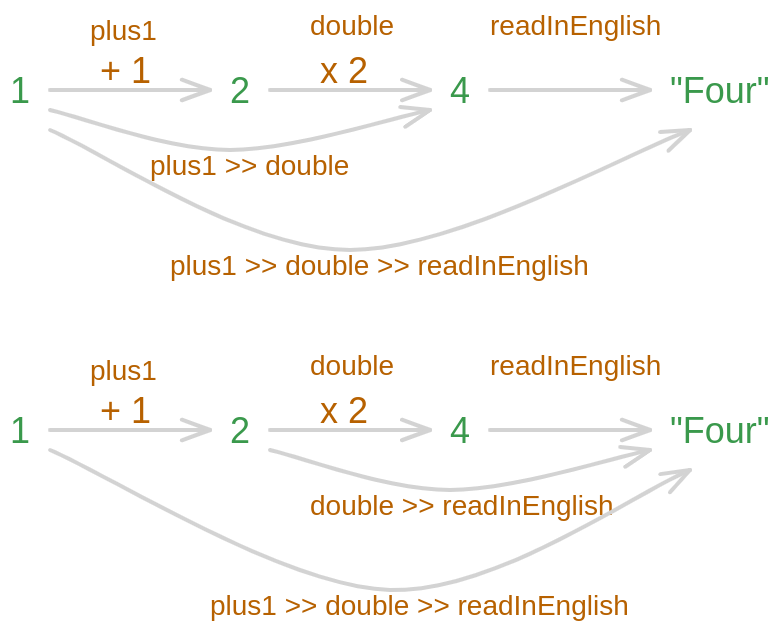 plus1 double readInEnglish
+ 1 x 2
1 2 4 "Four"
plus1 >> double
plus1 >> double >> readInEnglish
plus1 double readInEnglish
+ 1 x 2
1 2 4 "Four"
double >> readInEnglish
plus1 >> double >> readInEnglish